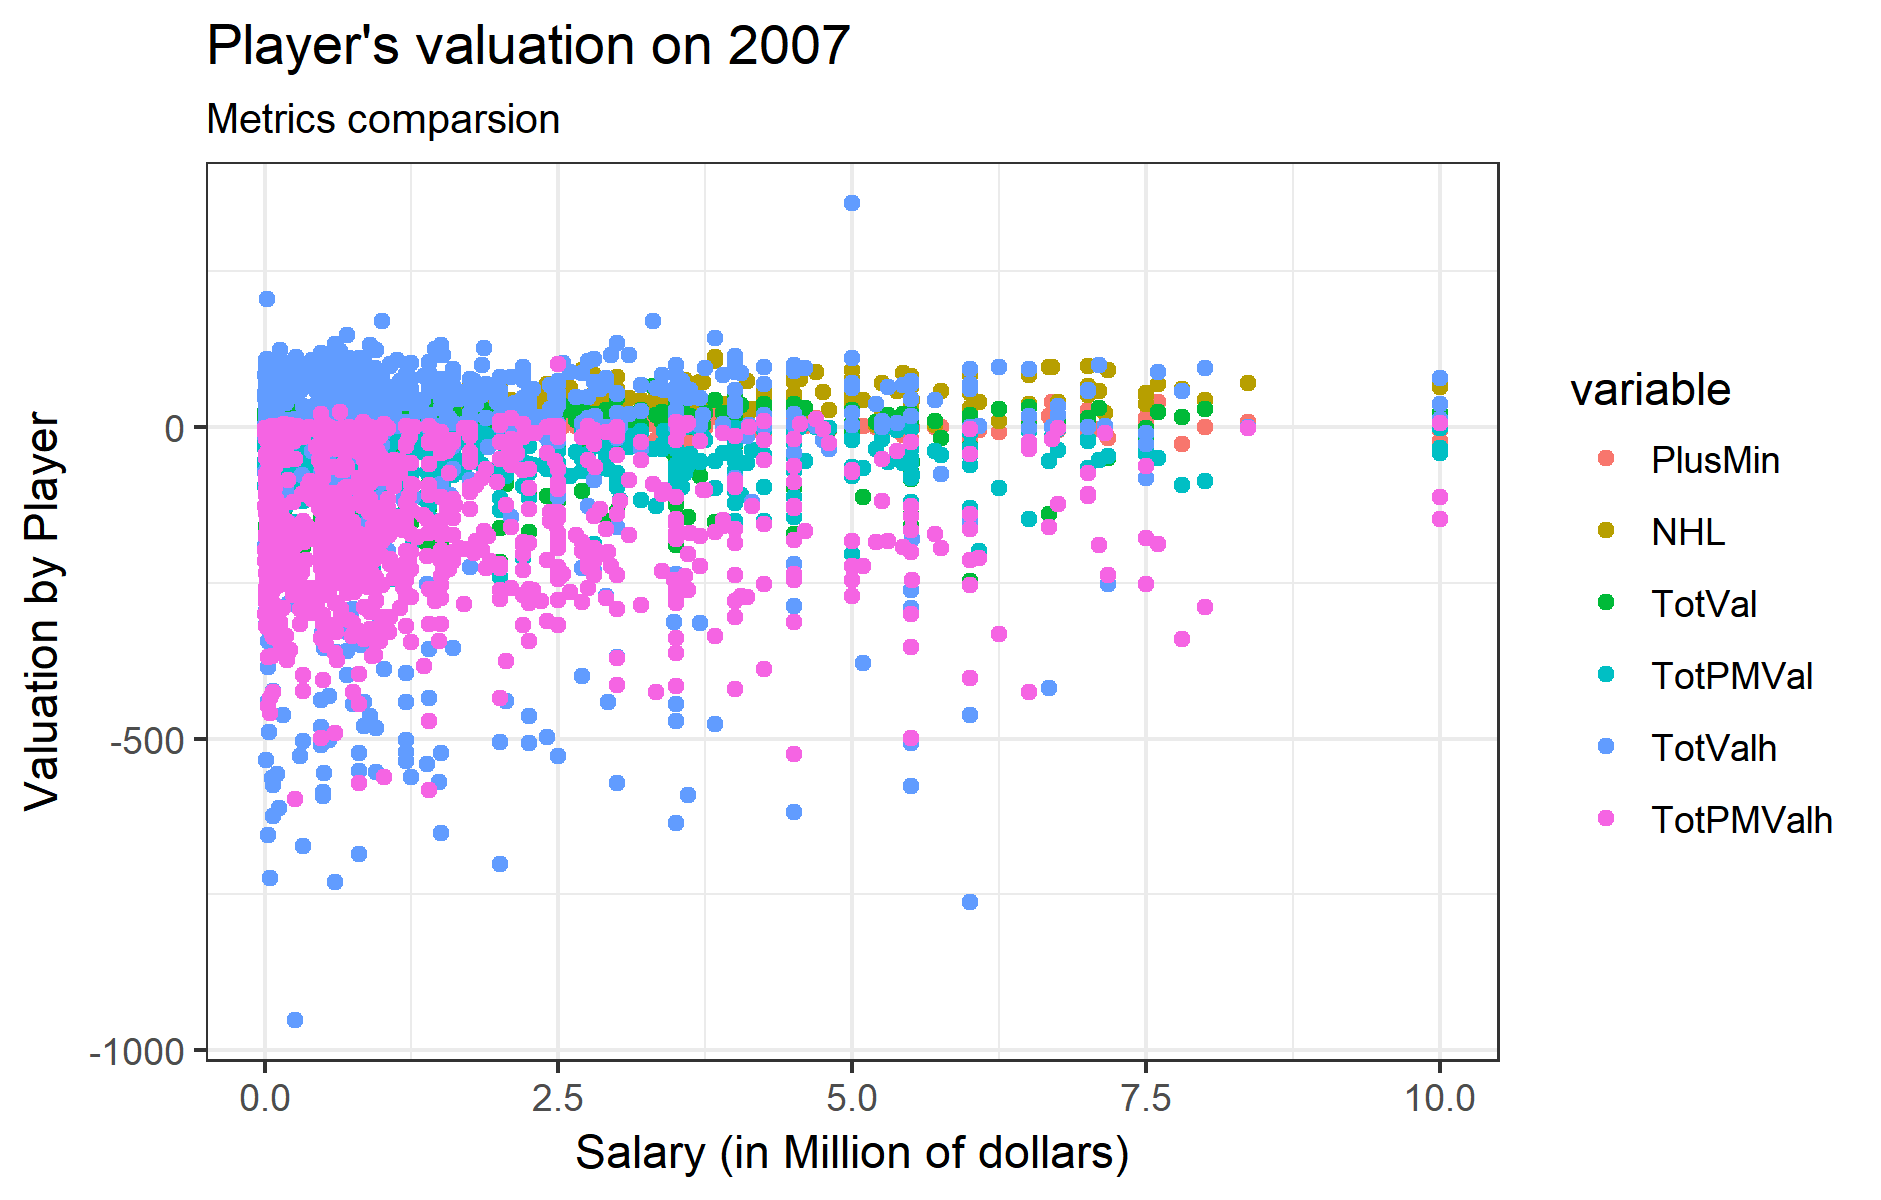 Player's valuation on 2007
Metrics comparsion
Valuation by Player
0
-500
-1000
0.0
2.5
5.0
7.5
10.0
Salary (in Million of dollars)
variable
PlusMin
NHL
TotVal
TotPMVal
TotValh
TotPMValh